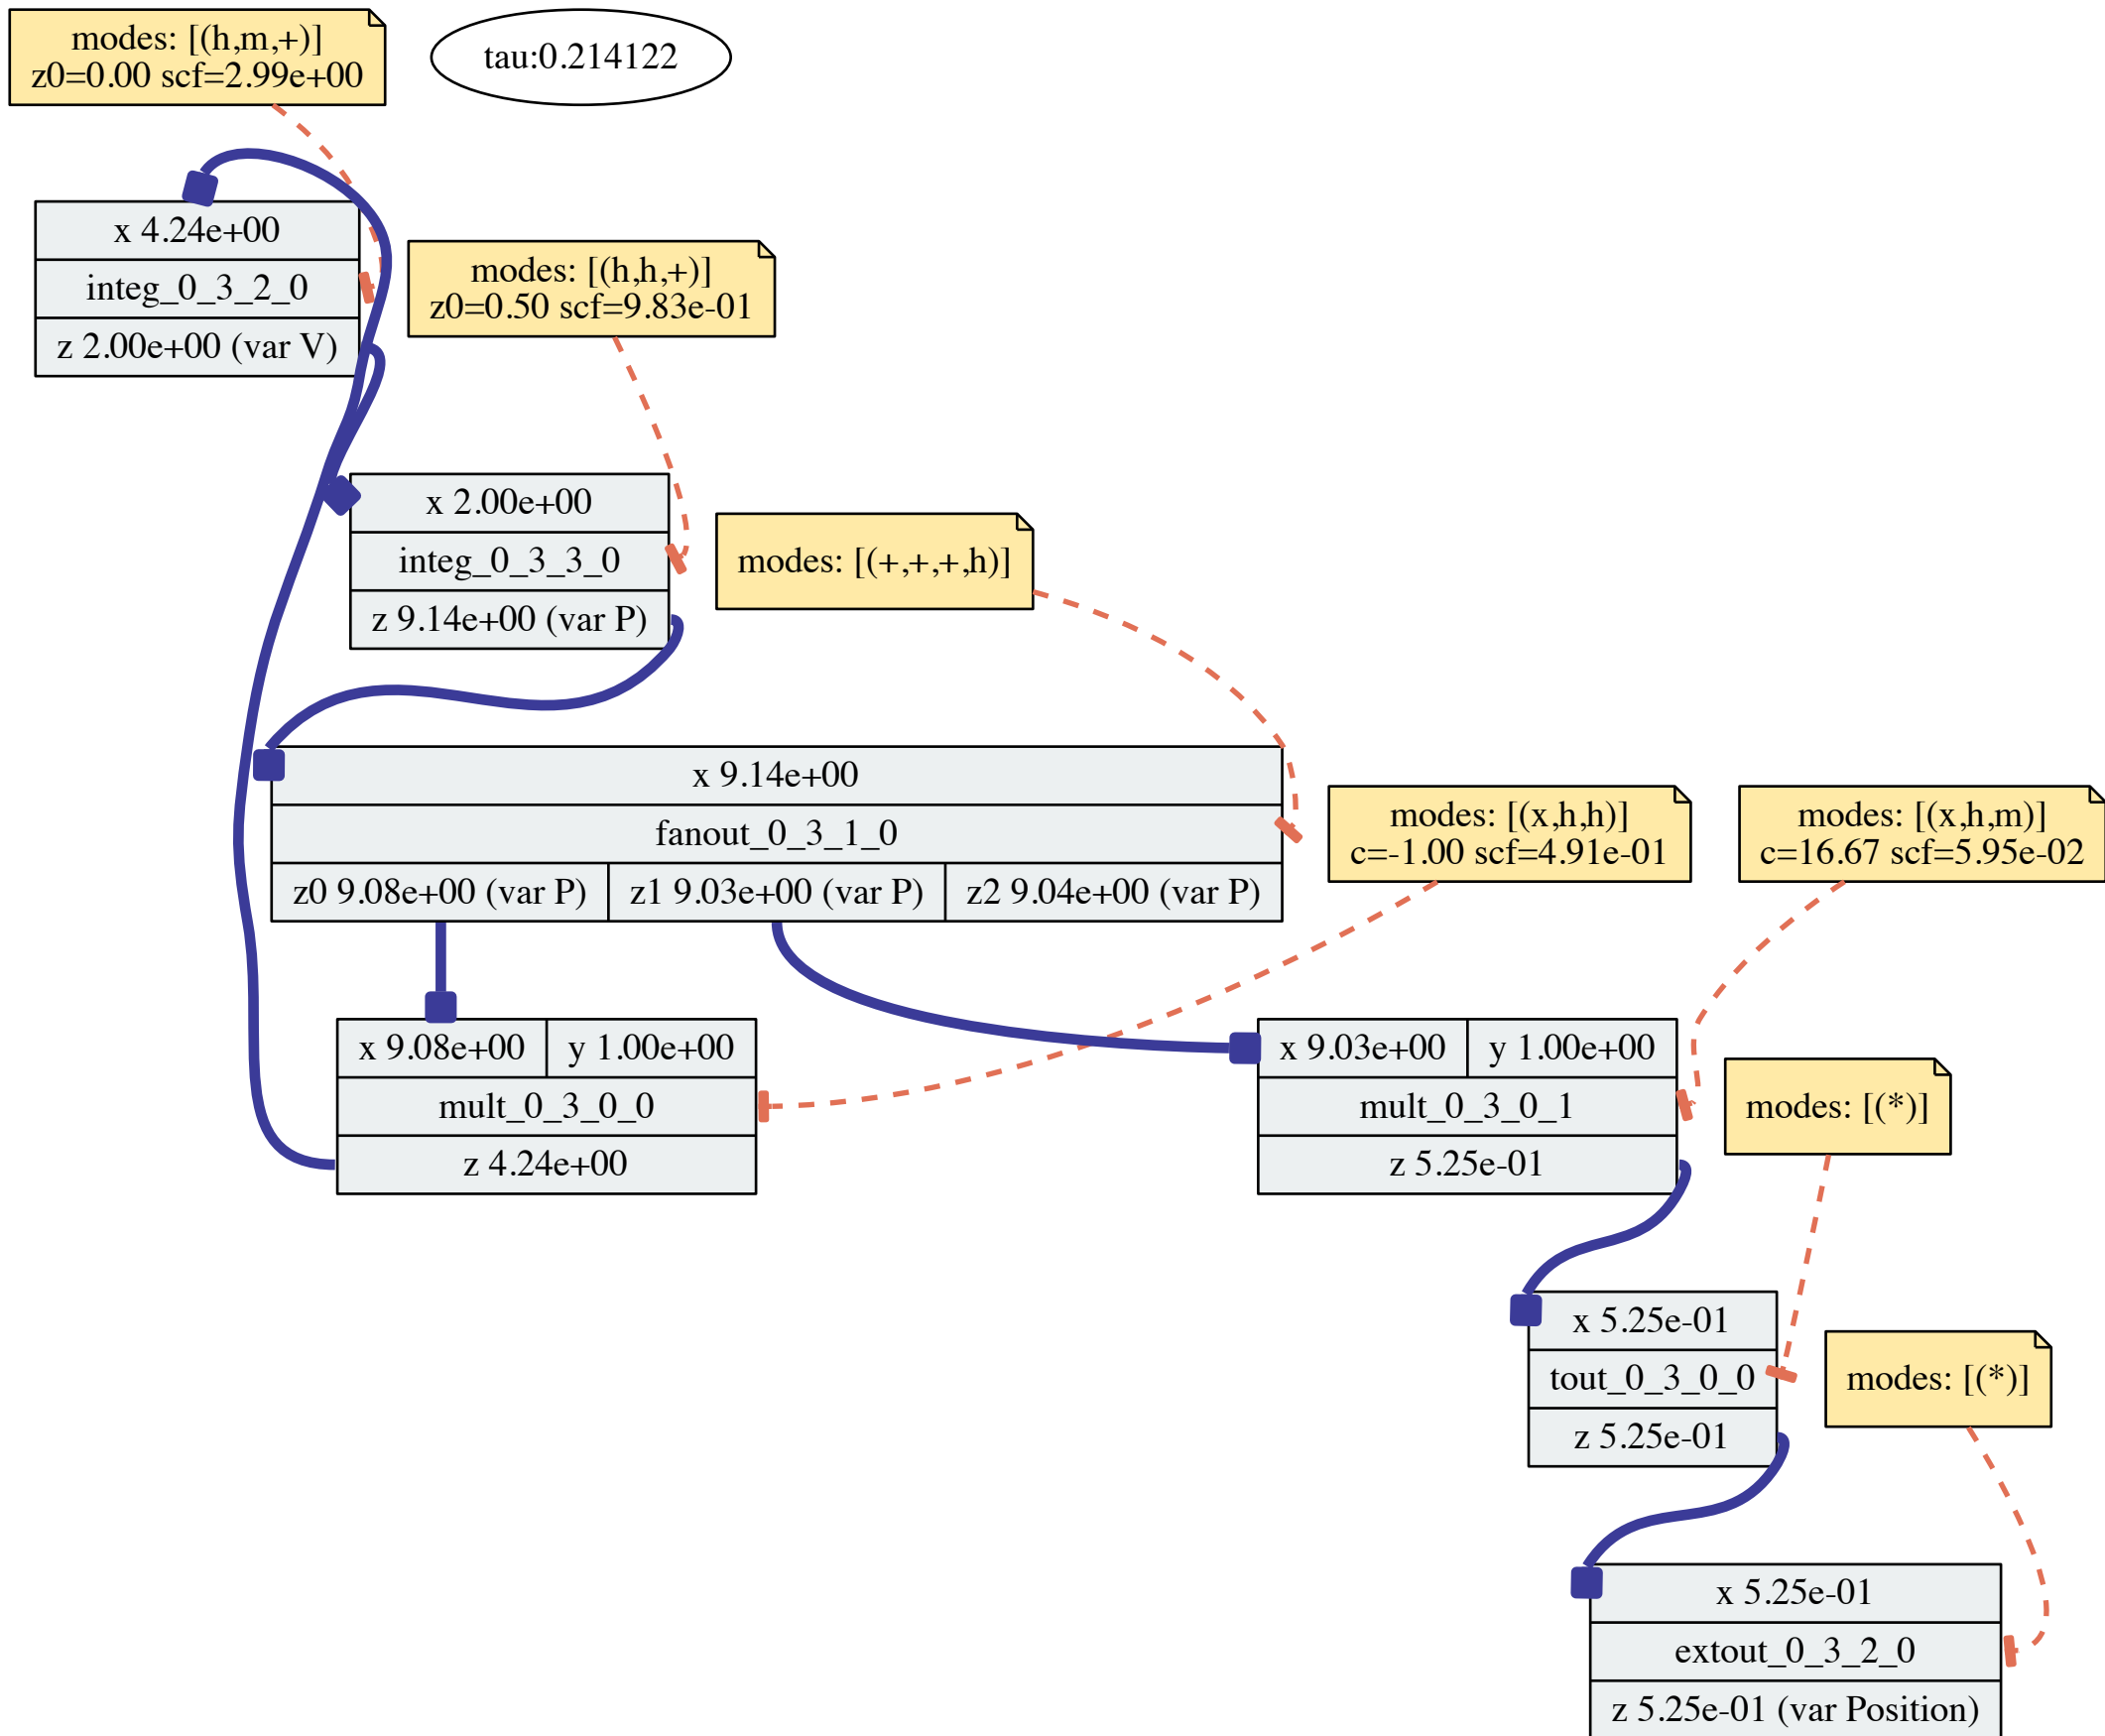 modes: [(h,m,+)]
z0=0.00 scf=2.99e+00
tau:0.214122
x 4.24e+00
integ_0_3_2_0
z 2.00e+00 (var V)
modes: [(h,h,+)]
z0=0.50 scf=9.83e-01
x 2.00e+00
integ_0_3_3_0
z 9.14e+00 (var P)
modes: [(+,+,+,h)]
x 9.14e+00
fanout_0_3_1_0
z0 9.08e+00 (var P)
z1 9.03e+00 (var P)
z2 9.04e+00 (var P)
modes: [(x,h,h)]
c=-1.00 scf=4.91e-01
modes: [(x,h,m)]
c=16.67 scf=5.95e-02
x 9.08e+00
y 1.00e+00
mult_0_3_0_0
z 4.24e+00
x 9.03e+00
y 1.00e+00
mult_0_3_0_1
z 5.25e-01
modes: [(*)]
x 5.25e-01
tout_0_3_0_0
z 5.25e-01
modes: [(*)]
x 5.25e-01
extout_0_3_2_0
z 5.25e-01 (var Position)